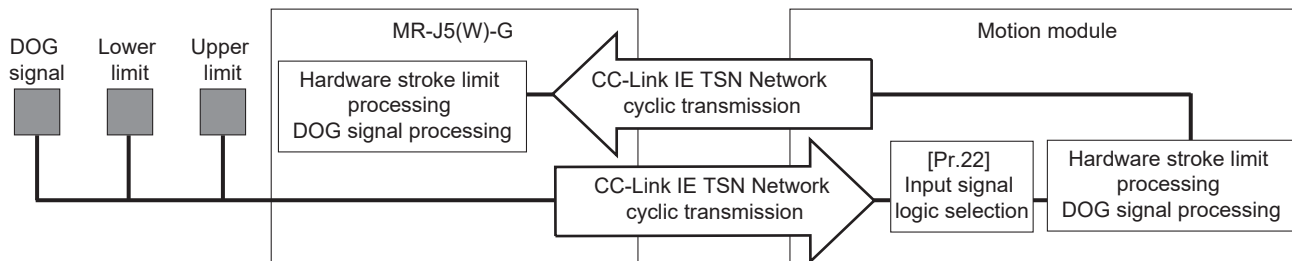 MR-J5(W)-G
Motion module
DOG
signal
Lower
limit
Upper
limit
Hardware stroke limit
processing
DOG signal processing
CC-Link IE TSN Network
cyclic transmission
CC-Link IE TSN Network
cyclic transmission
[Pr.22]
Input signal
logic selection
Hardware stroke limit
processing
DOG signal processing